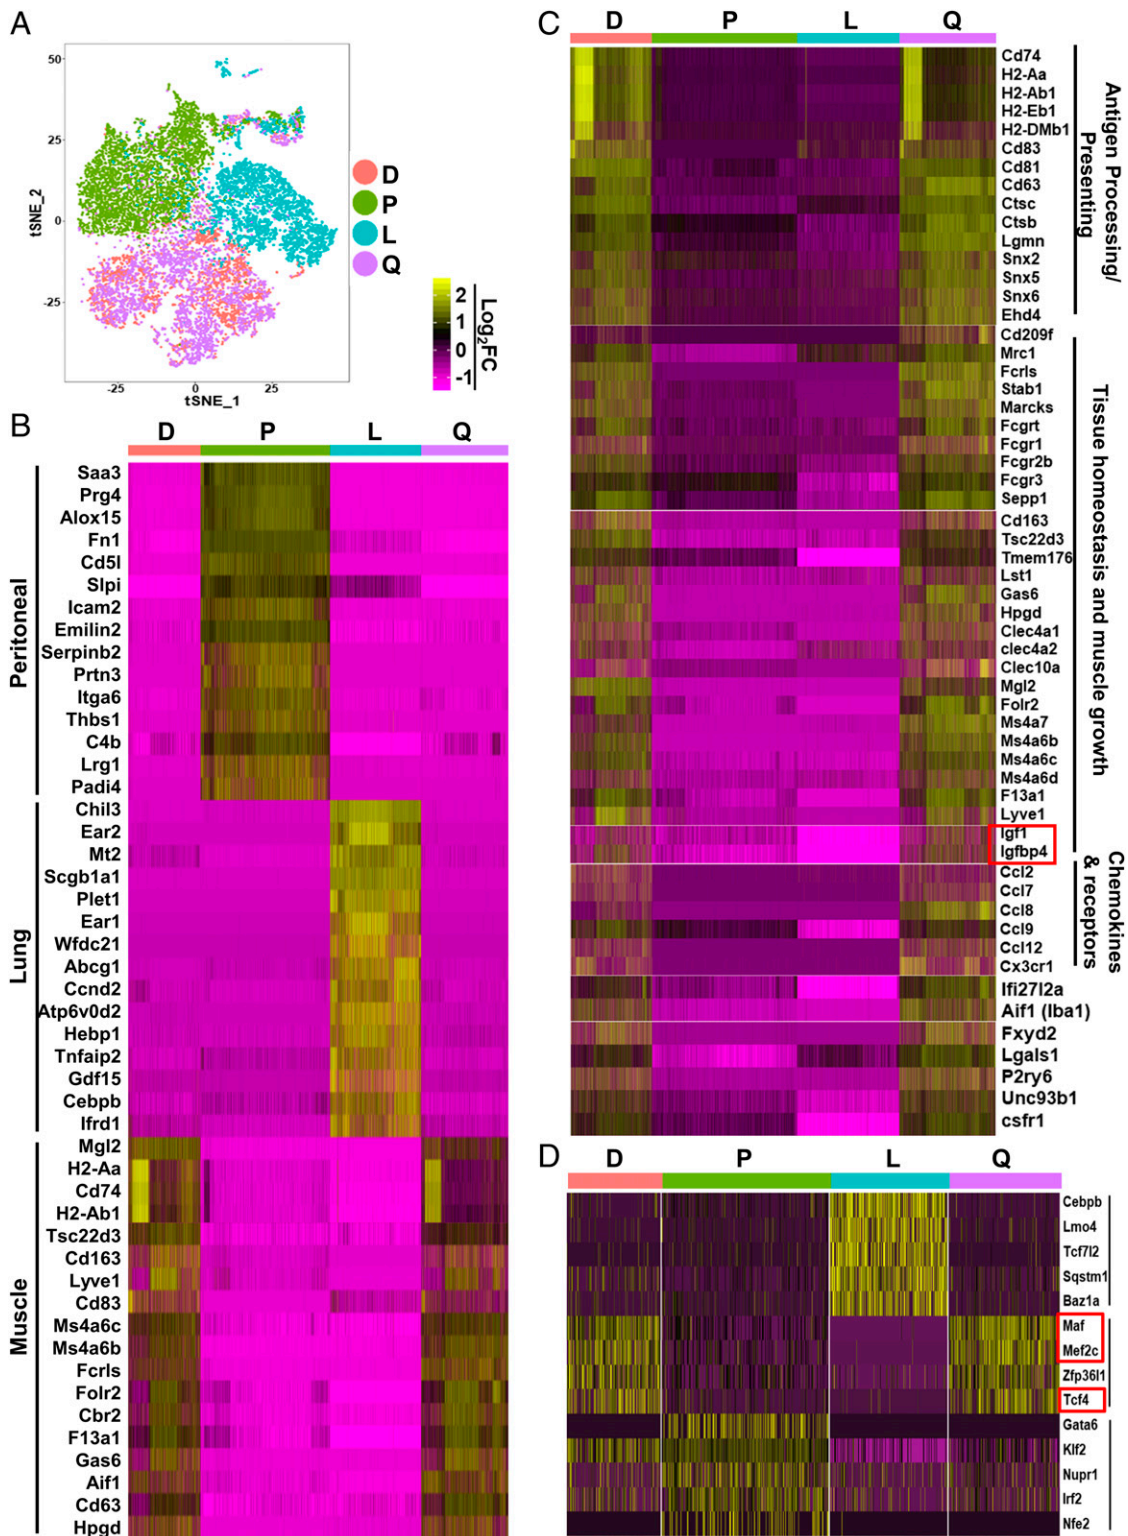 A
50
25
0
-25
tSNE_2
-25
0
25
tSNE_1
D
P
L
Q
2
1
0
-1
Log2FC
B
D P L Q
Peritoneal
Saa3
Prg4
Alox15
Fn1
Cd5l
Slpi
Icam2
Emilin2
Serpinb2
Prtn3
Itga6
Thbs1
C4b
Lrg1
Padi4
Lung
Chil3
Ear2
Mt2
Scgb1a1
Plet1
Ear1
Wfdc21
Abcg1
Ccnd2
Atp6v0d2
Hebp1
Tnfaip2
Gdf15
Cebpb
Ifrd1
Muscle
Mgl2
H2-Aa
Cd74
H2-Ab1
Tsc22d3
Cd163
Lyve1
Cd83
Ms4a6c
Ms4a6b
Fcrls
Folr2
Cbr2
F13a1
Gas6
Aif1
Cd63
Hpgd
C
D P L Q
Cd74
H2-Aa
H2-Ab1
H2-Eb1
H2-DMb1
Cd83
Cd81
Cd63
Ctsc
Ctsb
Lgmn
Snx2
Snx5
Snx6
Ehd4
Antigen Processing/
Presenting
Cd209f
Mrc1
Fcrls
Stab1
Marcks
Fcgrt
Fcgr1
Fcgr2b
Fcgr3
Sepp1
Cd163
Tsc22d3
Tmem176
Lst1
Gas6
Hpgd
Clec4a1
clec4a2
Clec10a
Mgl2
Folr2
Ms4a7
Ms4a6b
Ms4a6c
Ms4a6d
F13a1
Lyve1
Igf1
Igfbp4
Tissue homeostasis and muscle growth
Ccl2
Ccl7
Ccl8
Ccl9
Ccl12
Cx3cr1
Chemokines
& receptors
Ifi27l2a
Aif1 (Iba1)
Fxyd2
Lgals1
P2ry6
Unc93b1
csfr1
D
D P L Q
Cebpb
Lmo4
Tcf7l2
Sqstm1
Baz1a
Maf
Mef2c
Zfp36l1
Tcf4
Gata6
Klf2
Nupr1
Irf2
Nfe2